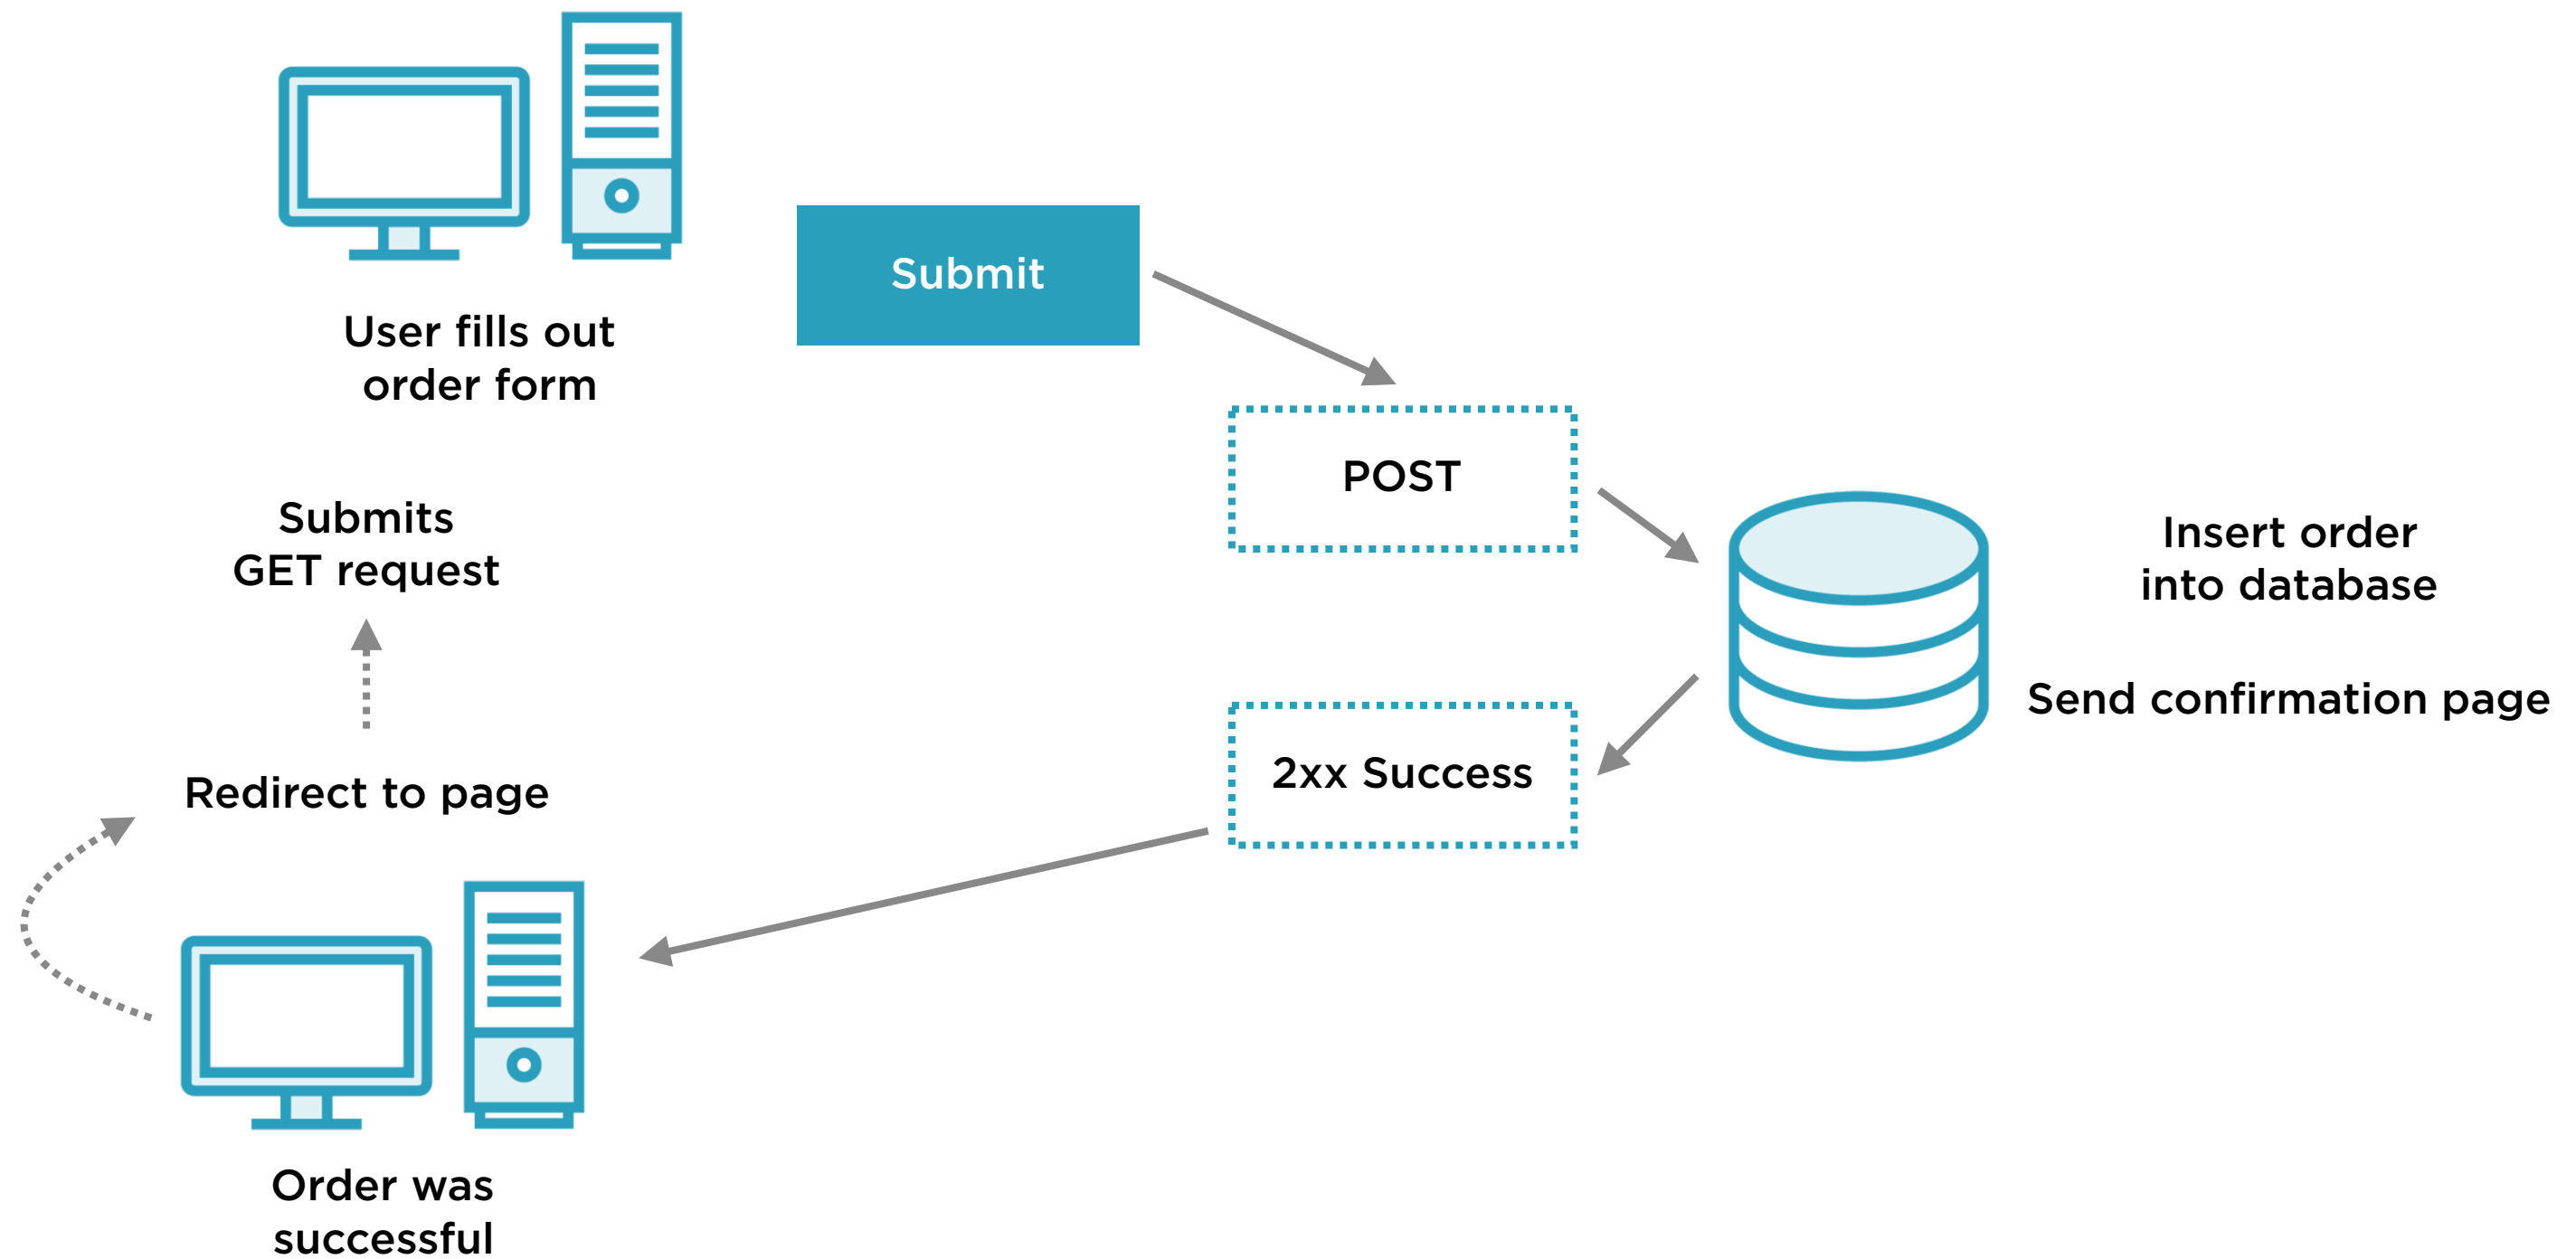 User fills out
order form
Submit
POST
Insert order
into database
Send confirmation page
2xx Success
Submits
GET request
Redirect to page
Order was
successful